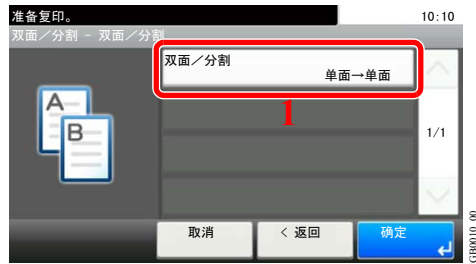 准备复印。
10:10
双面／分割 - 双面／分割
双面／分割
单面→单面
A
B
1
1/1
取消
< 返回
确定
GB0010_00